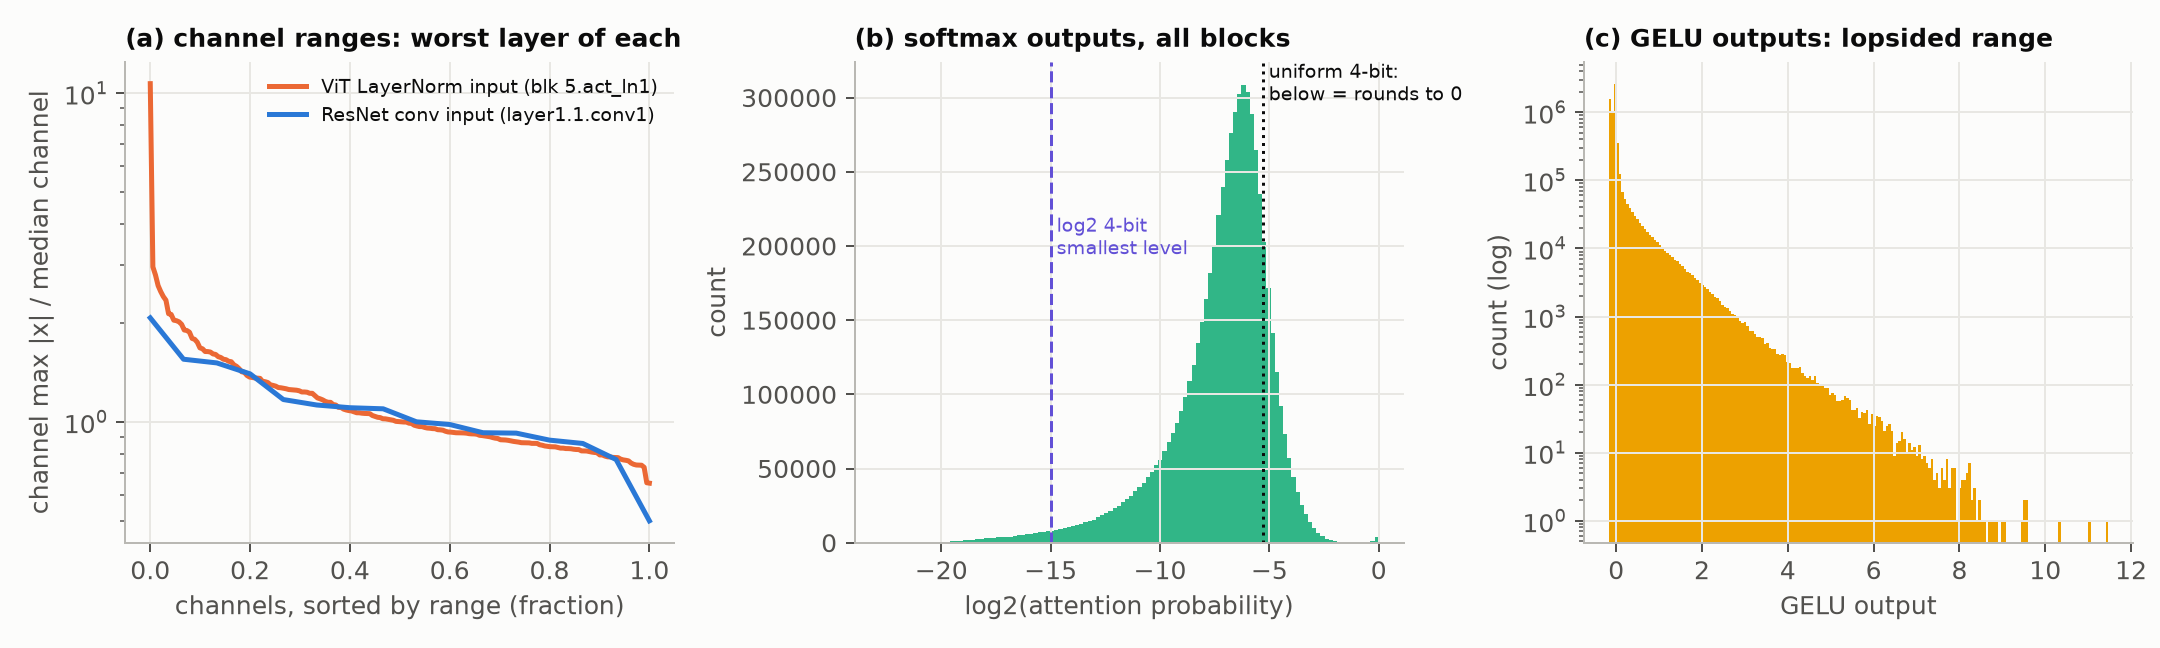 (a) channel ranges: worst layer of each
channel max |x| / median channel
10¹
10⁰
ViT LayerNorm input (blk 5.act_ln1)
ResNet conv input (layer1.1.conv1)
0.0 0.2 0.4 0.6 0.8 1.0
channels, sorted by range (fraction)
(b) softmax outputs, all blocks
count
300000
250000
200000
150000
100000
50000
0
uniform 4-bit:
below = rounds to 0
log2 4-bit
smallest level
−20 −15 −10 −5 0
log2(attention probability)
(c) GELU outputs: lopsided range
count (log)
10⁶
10⁵
10⁴
10³
10²
10¹
10⁰
0 2 4 6 8 10 12
GELU output